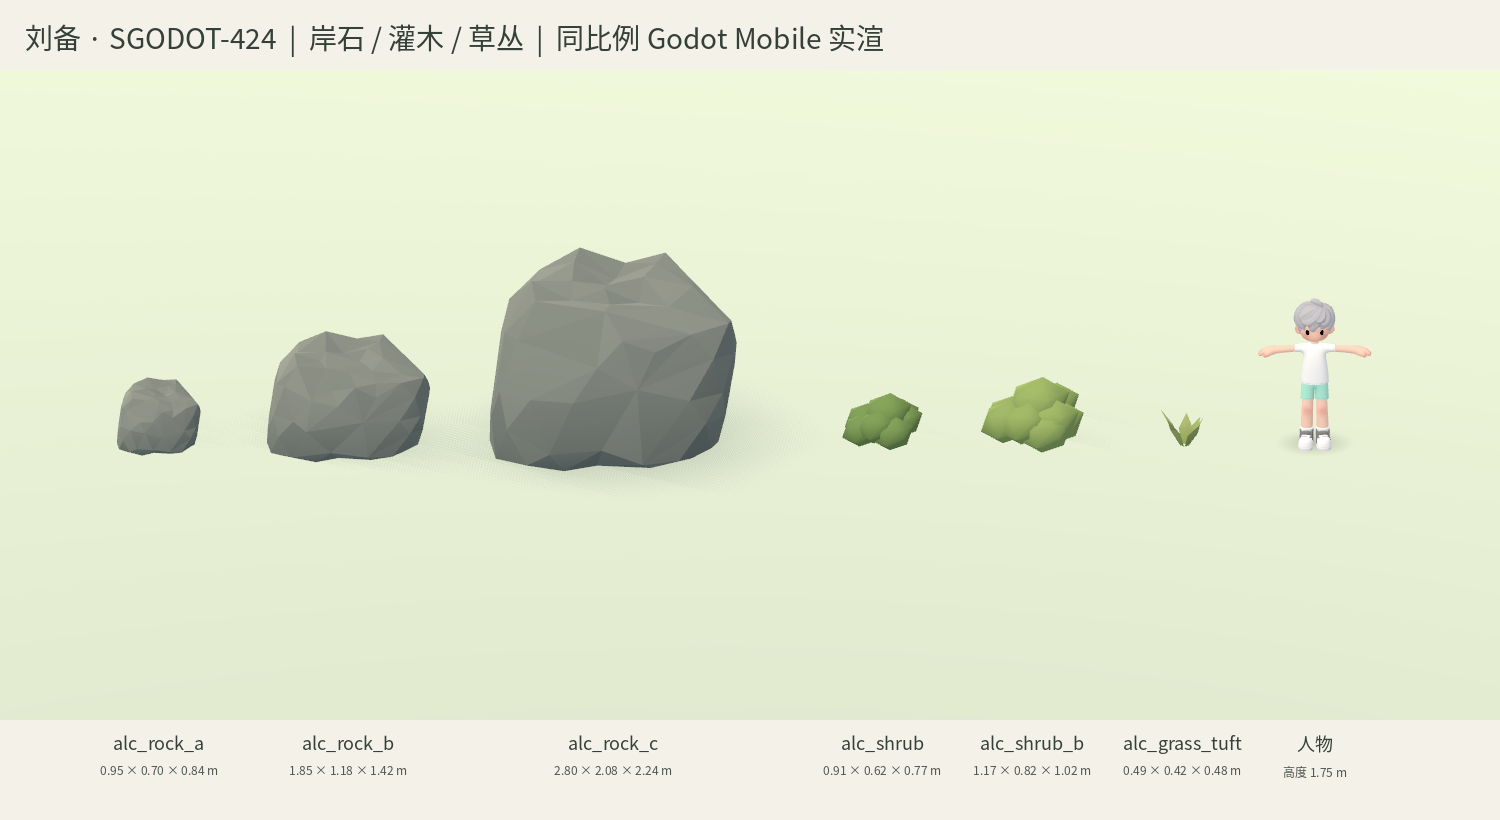 刘备 · SGODOT-424 | 岸石 / 灌木 / 草丛 | 同比例 Godot Mobile 实渲
alc_rock_a
0.95 × 0.70 × 0.84 m
alc_rock_b
1.85 × 1.18 × 1.42 m
alc_rock_c
2.80 × 2.08 × 2.24 m
alc_shrub
0.91 × 0.62 × 0.77 m
alc_shrub_b
1.17 × 0.82 × 1.02 m
alc_grass_tuft
0.49 × 0.42 × 0.48 m
人物
高度 1.75 m